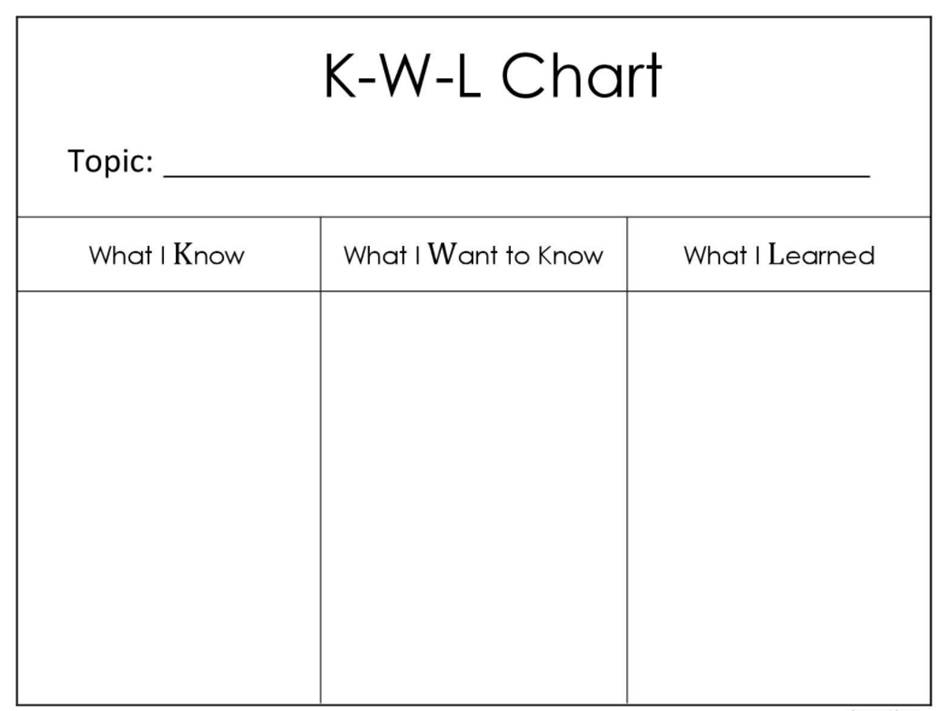 K-W-L Chart
Topic:
What I Know
What I Want to Know
What I Learned